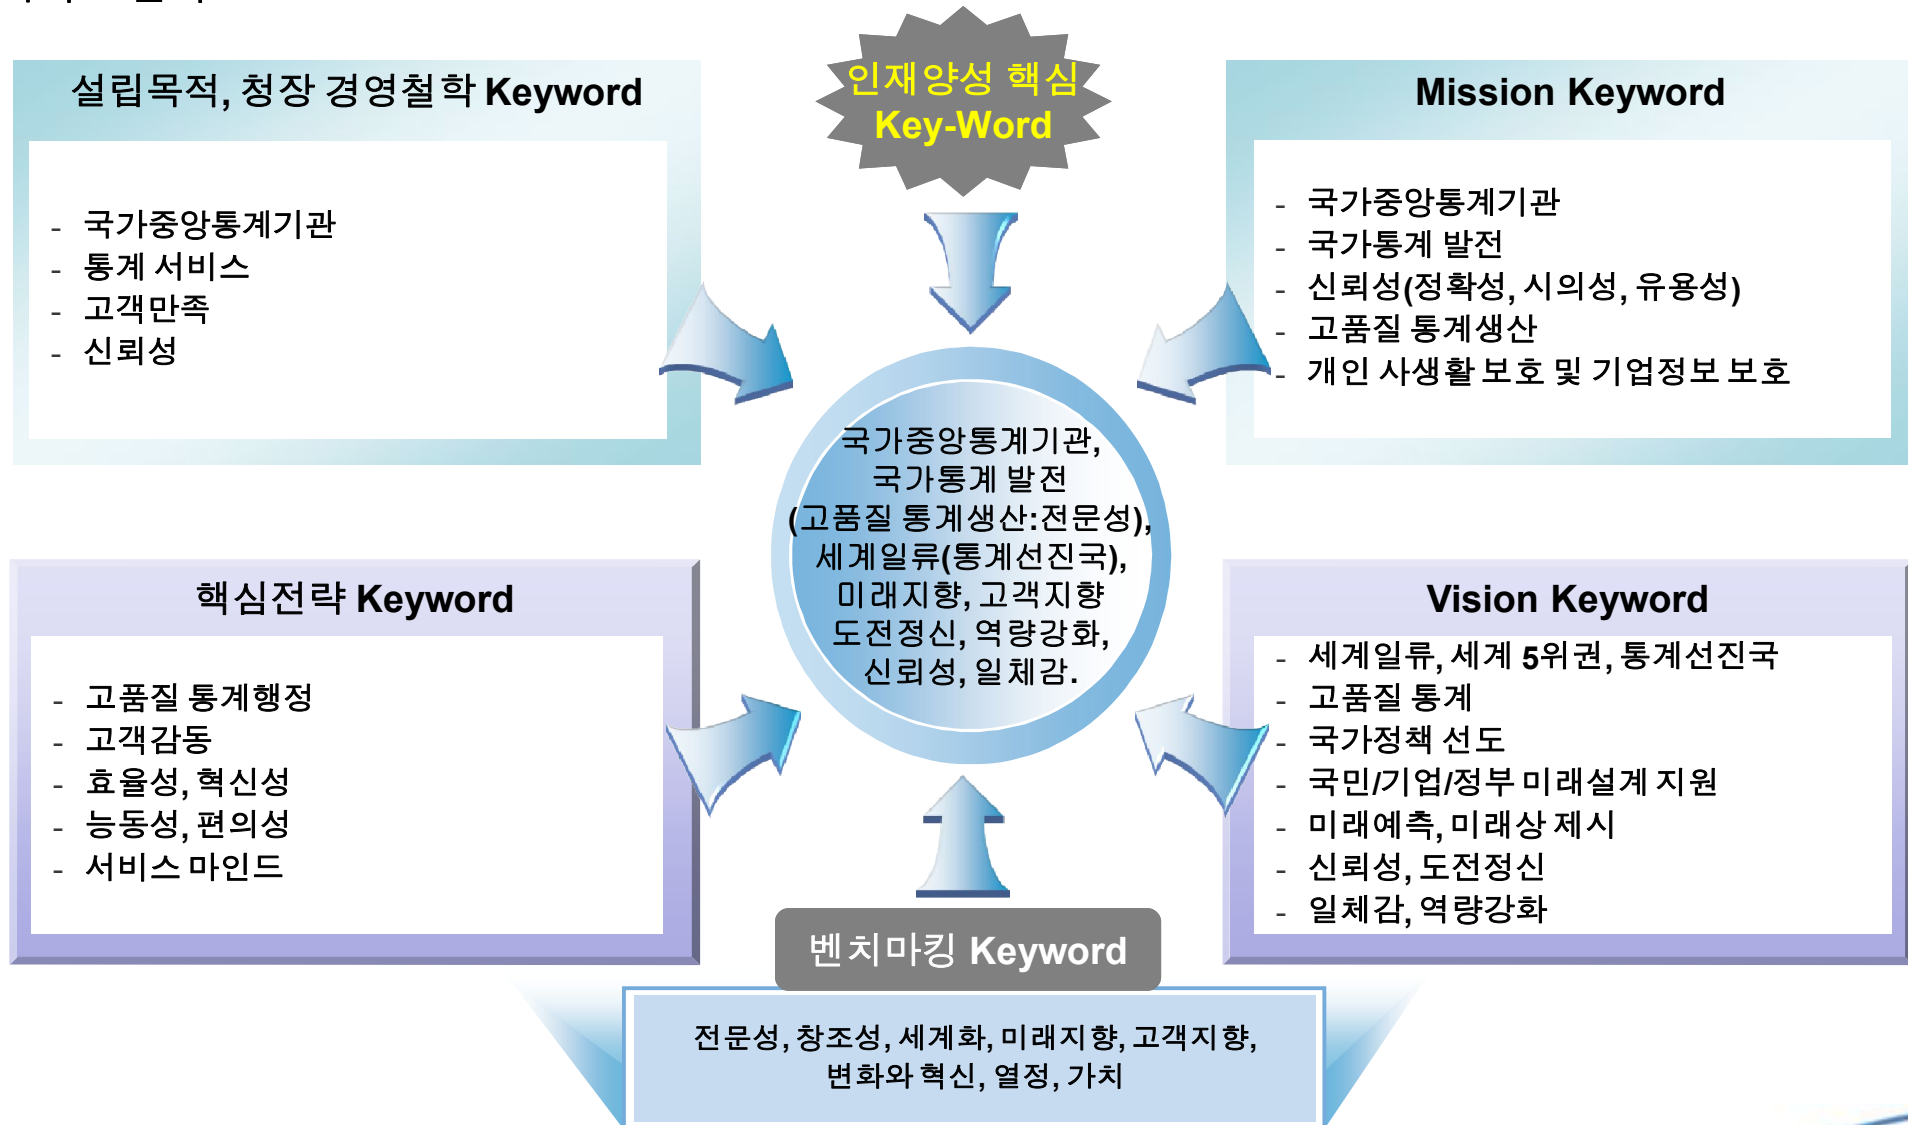 인재양성 핵심
Key-Word
설립목적, 청장 경영철학 Keyword
- 국가중앙통계기관
- 통계 서비스
- 고객만족
- 신뢰성
Mission Keyword
- 국가중앙통계기관
- 국가통계 발전
- 신뢰성(정확성, 시의성, 유용성)
- 고품질 통계생산
- 개인 사생활 보호 및 기업정보 보호
국가중앙통계기관,
국가통계 발전
(고품질 통계생산:전문성),
세계일류(통계선진국),
미래지향, 고객지향
도전정신, 역량강화,
신뢰성, 일체감.
핵심전략 Keyword
- 고품질 통계행정
- 고객감동
- 효율성, 혁신성
- 능동성, 편의성
- 서비스 마인드
Vision Keyword
- 세계일류, 세계 5위권, 통계선진국
- 고품질 통계
- 국가정책 선도
- 국민/기업/정부 미래설계 지원
- 미래예측, 미래상 제시
- 신뢰성, 도전정신
- 일체감, 역량강화
벤치마킹 Keyword
전문성, 창조성, 세계화, 미래지향, 고객지향,
변화와 혁신, 열정, 가치